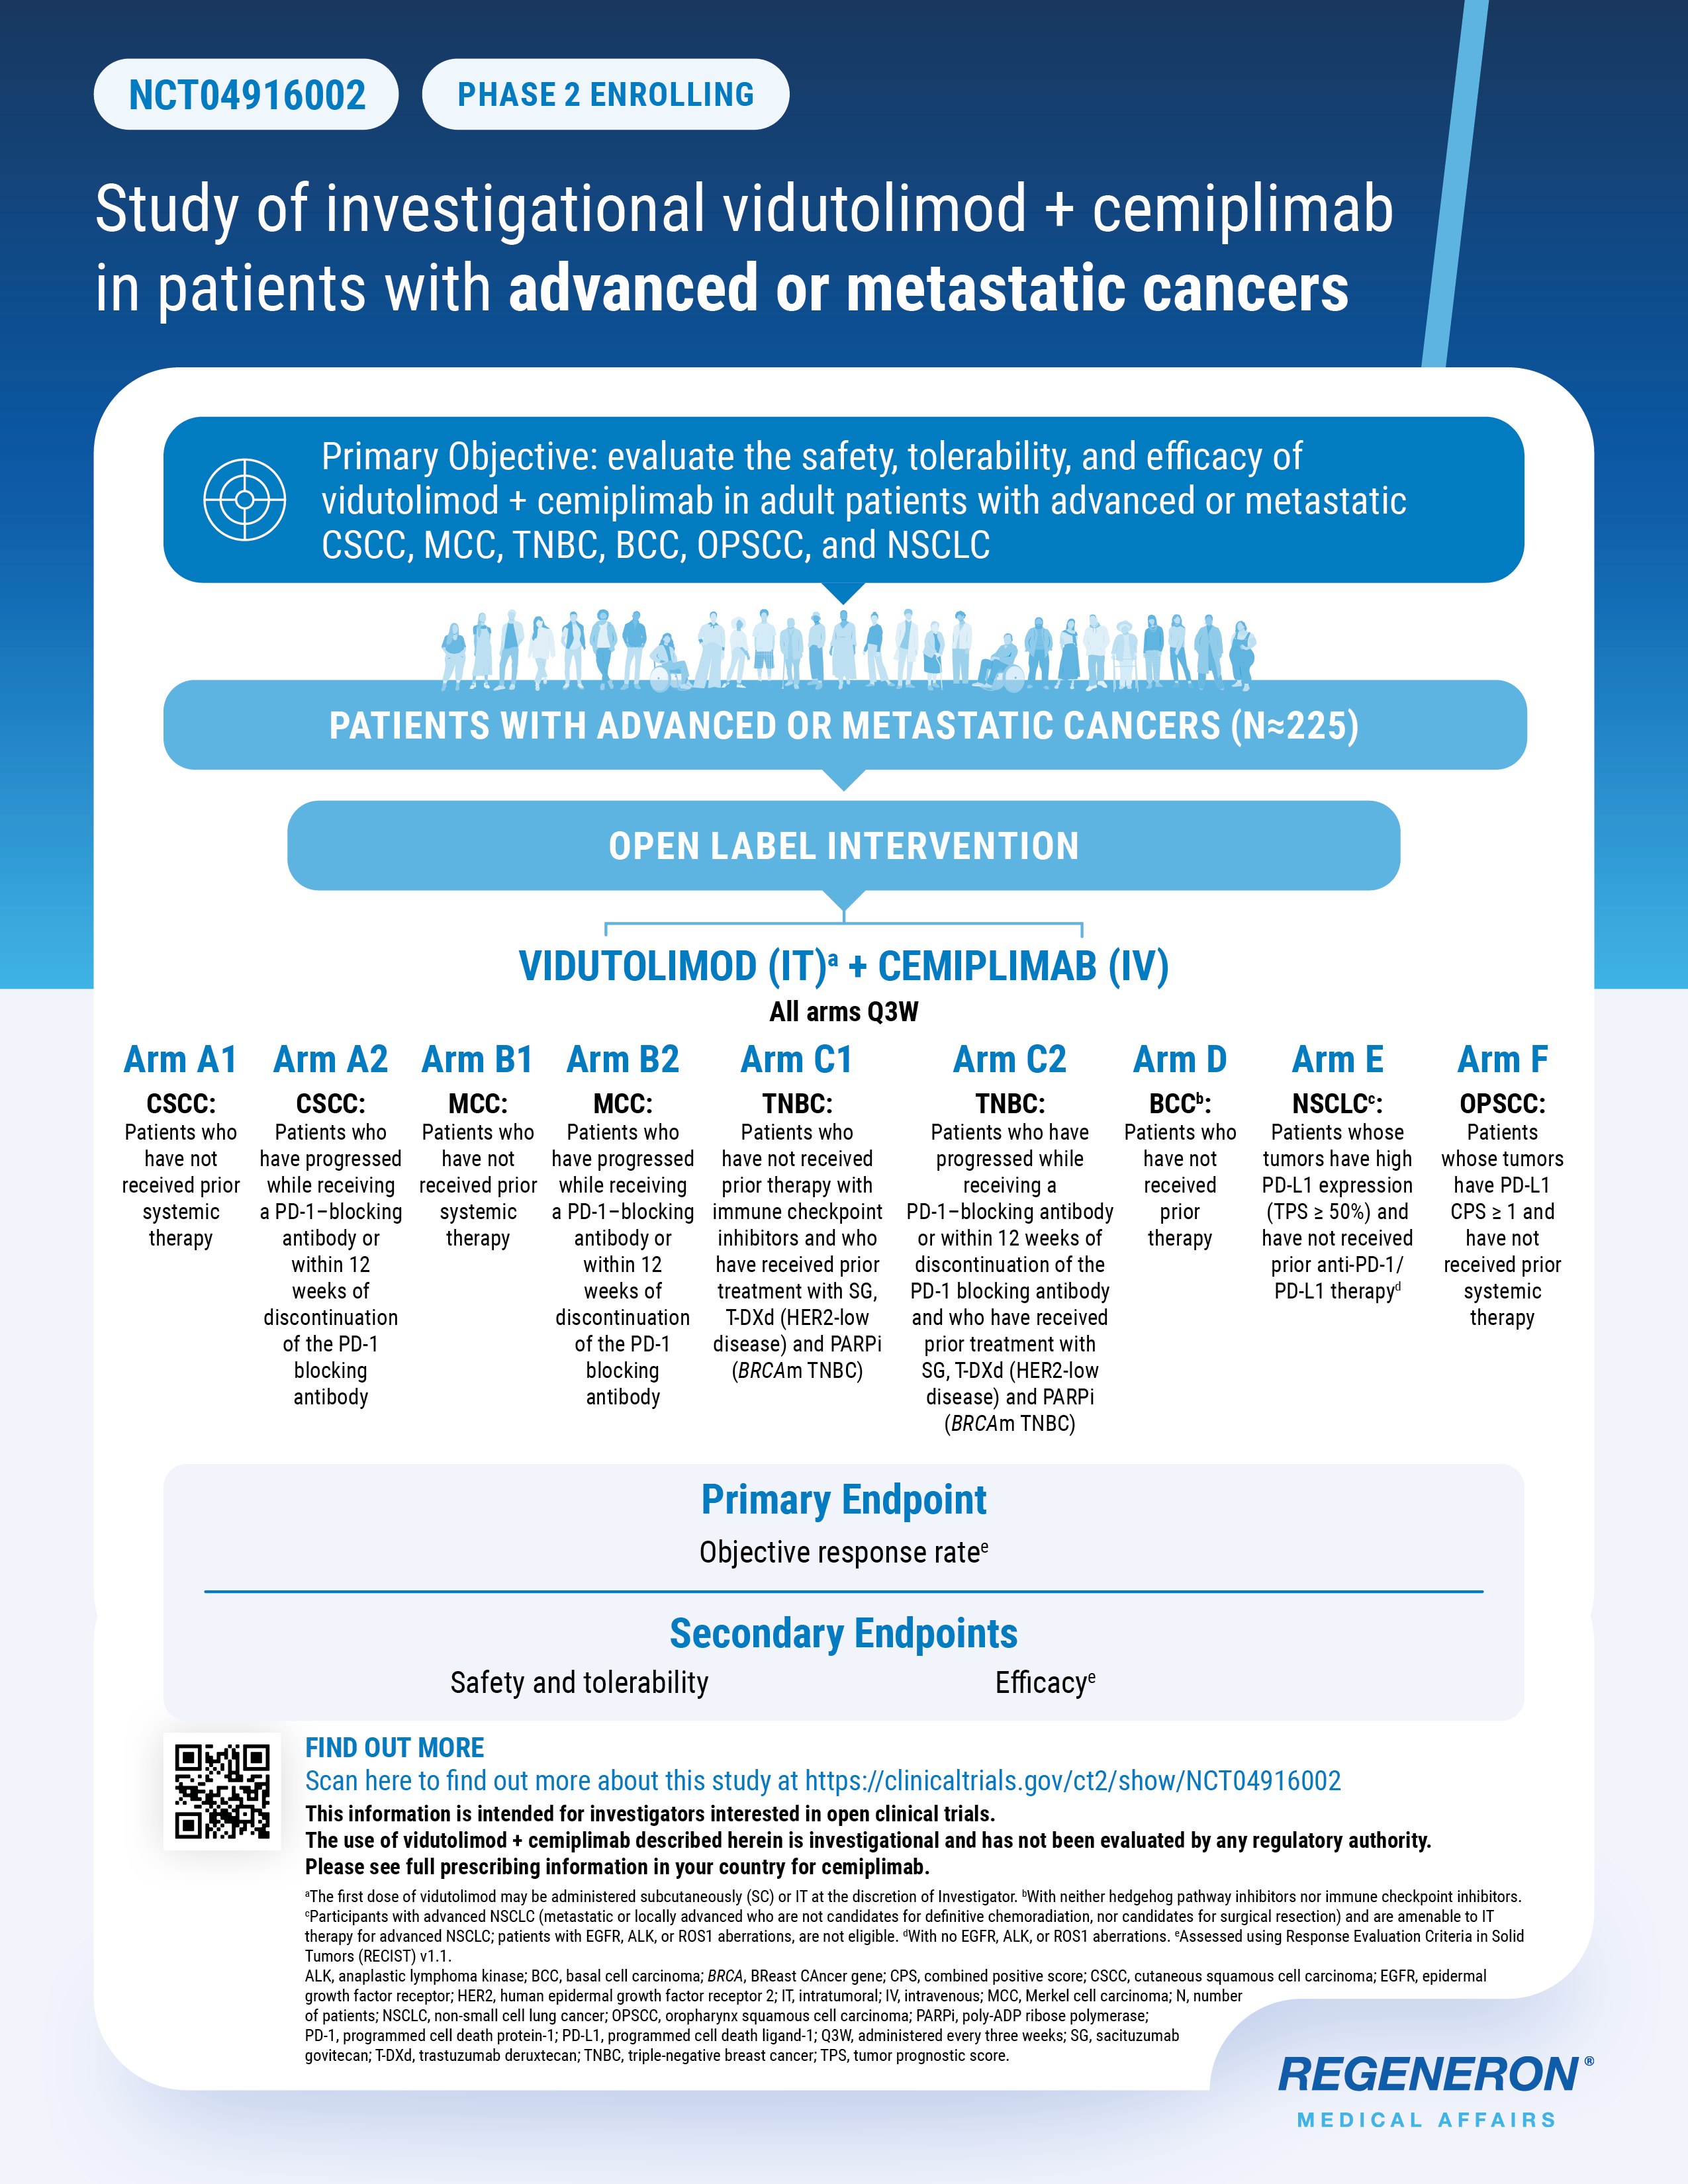 NCT04916002
PHASE 2 ENROLLING
Study of investigational vidutolimod + cemiplimab
in patients with advanced or metastatic cancers
Primary Objective: evaluate the safety, tolerability, and efficacy of
vidutolimod + cemiplimab in adult patients with advanced or metastatic
CSCC, MCC, TNBC, BCC, OPSCC, and NSCLC
PATIENTS WITH ADVANCED OR METASTATIC CANCERS (N≈225)
OPEN LABEL INTERVENTION
VIDUTOLIMOD (IT)ᵃ + CEMIPLIMAB (IV)
All arms Q3W
Arm A1
CSCC:
Patients who
have not
received prior
systemic
therapy
Arm A2
CSCC:
Patients who
have progressed
while receiving
a PD-1–blocking
antibody or
within 12
weeks of
discontinuation
of the PD-1
blocking
antibody
Arm B1
MCC:
Patients who
have not
received prior
systemic
therapy
Arm B2
MCC:
Patients who
have progressed
while receiving
a PD-1–blocking
antibody or
within 12
weeks of
discontinuation
of the PD-1
blocking
antibody
Arm C1
TNBC:
Patients who
have not received
prior therapy with
immune checkpoint
inhibitors and who
have received prior
treatment with SG,
T-DXd (HER2-low
disease) and PARPi
(BRCAm TNBC)
Arm C2
TNBC:
Patients who have
progressed while
receiving a
PD-1–blocking antibody
or within 12 weeks of
discontinuation of the
PD-1 blocking antibody
and who have received
prior treatment with
SG, T-DXd (HER2-low
disease) and PARPi
(BRCAm TNBC)
Arm D
BCCᵇ:
Patients who
have not
received
prior
therapy
Arm E
NSCLCᶜ:
Patients whose
tumors have high
PD-L1 expression
(TPS ≥ 50%) and
have not received
prior anti-PD-1/
PD-L1 therapyᵈ
Arm F
OPSCC:
Patients
whose tumors
have PD-L1
CPS ≥ 1 and
have not
received prior
systemic
therapy
Primary Endpoint
Objective response rateᵉ
Secondary Endpoints
Safety and tolerability
Efficacyᵉ
FIND OUT MORE
Scan here to find out more about this study at https://clinicaltrials.gov/ct2/show/NCT04916002
This information is intended for investigators interested in open clinical trials.
The use of vidutolimod + cemiplimab described herein is investigational and has not been evaluated by any regulatory authority.
Please see full prescribing information in your country for cemiplimab.
ᵃThe first dose of vidutolimod may be administered subcutaneously (SC) or IT at the discretion of Investigator. ᵇWith neither hedgehog pathway inhibitors nor immune checkpoint inhibitors.
ᶜParticipants with advanced NSCLC (metastatic or locally advanced who are not candidates for definitive chemoradiation, nor candidates for surgical resection) and are amenable to IT
therapy for advanced NSCLC; patients with EGFR, ALK, or ROS1 aberrations, are not eligible. ᵈWith no EGFR, ALK, or ROS1 aberrations. ᵉAssessed using Response Evaluation Criteria in Solid
Tumors (RECIST) v1.1.
ALK, anaplastic lymphoma kinase; BCC, basal cell carcinoma; BRCA, BReast CAncer gene; CPS, combined positive score; CSCC, cutaneous squamous cell carcinoma; EGFR, epidermal
growth factor receptor; HER2, human epidermal growth factor receptor 2; IT, intratumoral; IV, intravenous; MCC, Merkel cell carcinoma; N, number
of patients; NSCLC, non-small cell lung cancer; OPSCC, oropharynx squamous cell carcinoma; PARPi, poly-ADP ribose polymerase;
PD-1, programmed cell death protein-1; PD-L1, programmed cell death ligand-1; Q3W, administered every three weeks; SG, sacituzumab
govitecan; T-DXd, trastuzumab deruxtecan; TNBC, triple-negative breast cancer; TPS, tumor prognostic score.
REGENERON®
MEDICAL AFFAIRS